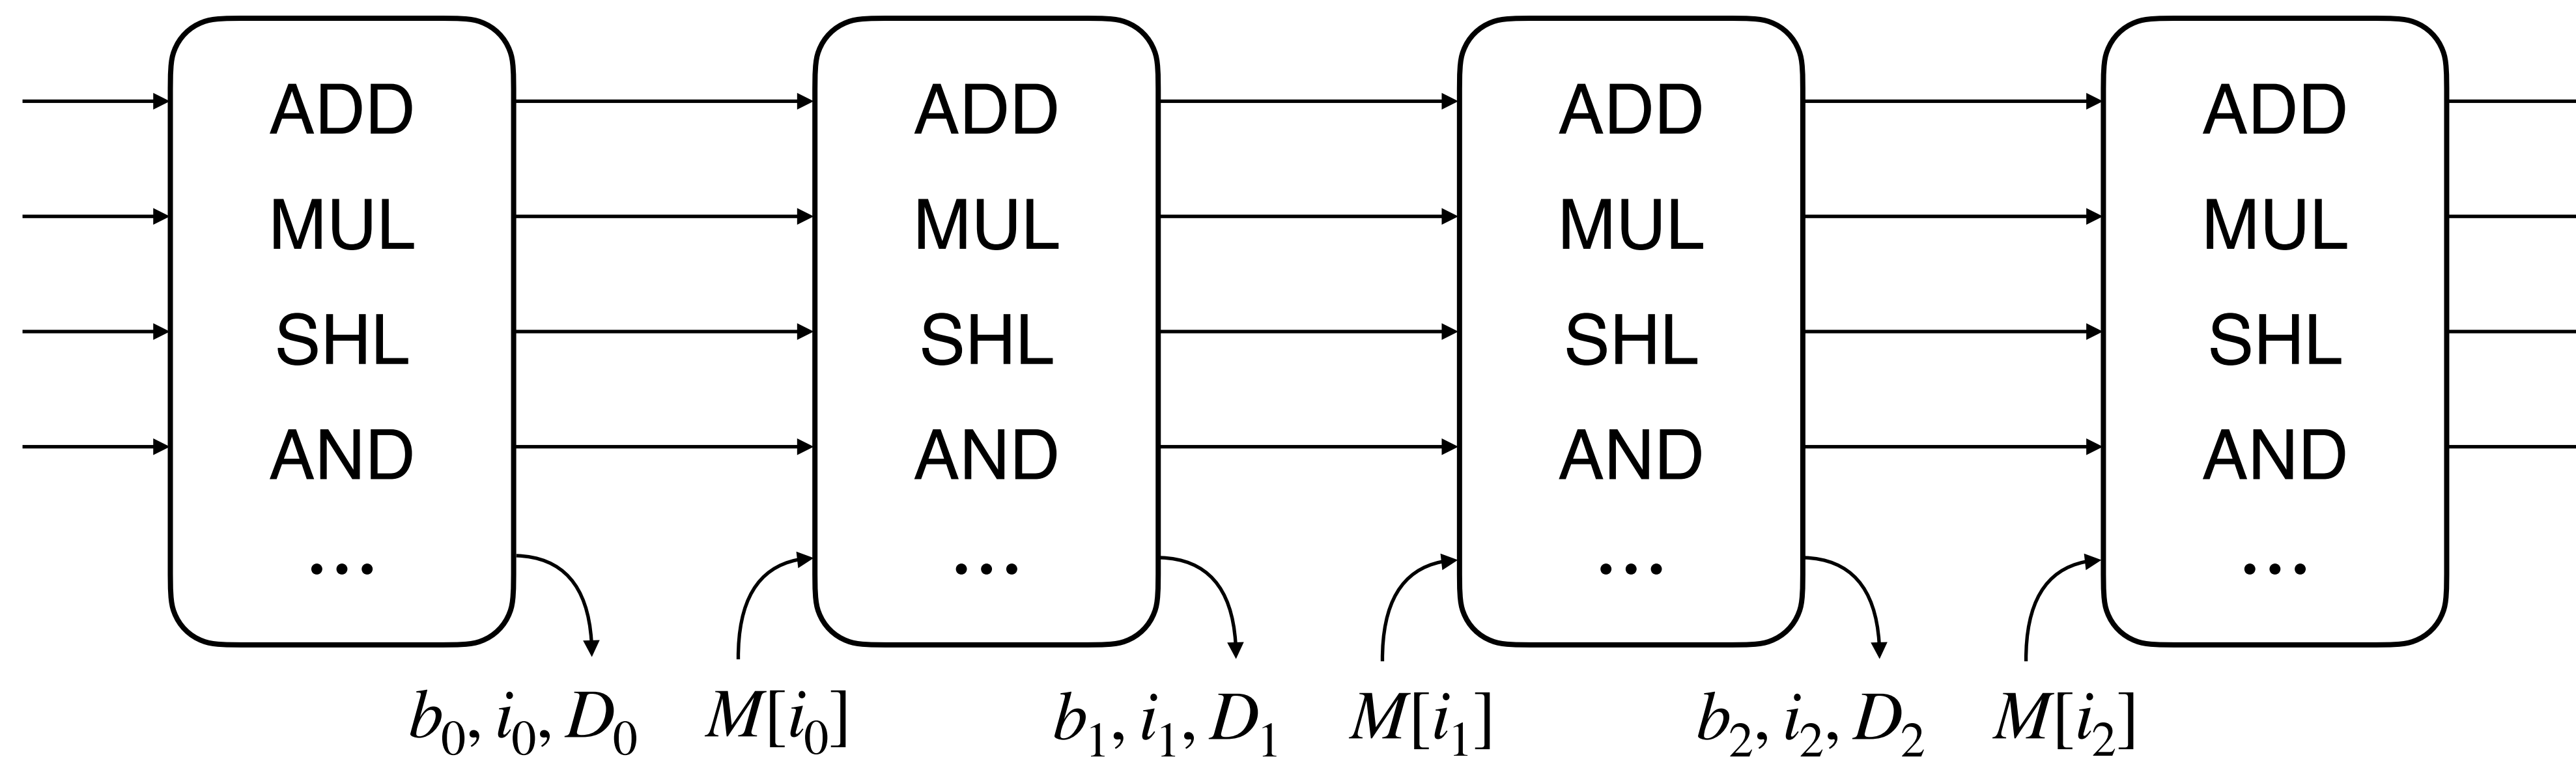 ADD ADD ADD ADD
MUL MUL MUL MUL
SHL SHL SHL SHL
AND AND AND AND
... ... ... ...
b₀, i₀, D₀ M[i₀] b₁, i₁, D₁ M[i₁] b₂, i₂, D₂ M[i₂]